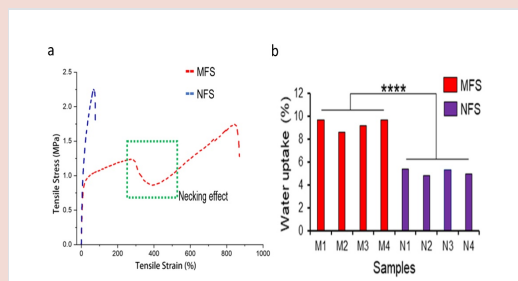 a
2.5
2.0
1.5
1.0
0.5
0.0
Tensile Stress (MPa)
0
200
400
600
800
1000
Tensile Strain (%)
MFS
NFS
Necking effect
b
12
10
8
6
4
2
0
Water uptake (%)
****
MFS
NFS
M1 M2 M3 M4 N1 N2 N3 N4
Samples